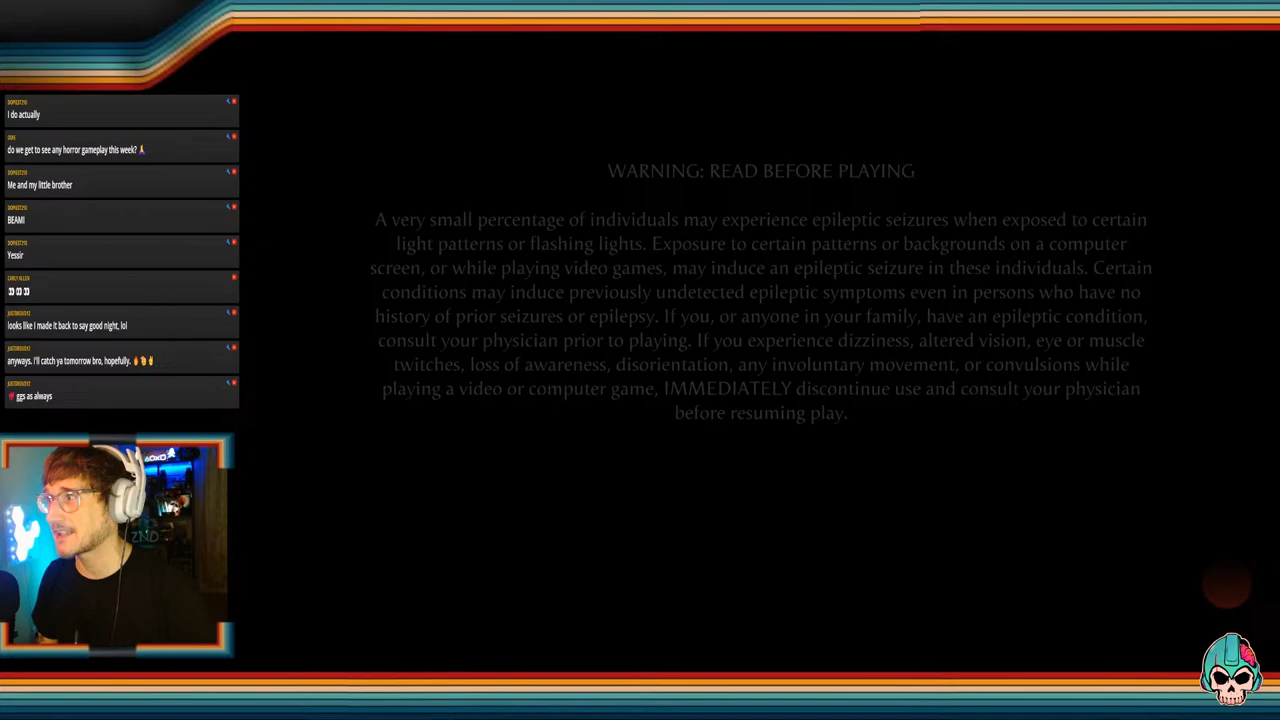 DOPIEST210
I do actually
ODIE
do we get to see any horror gameplay this week?
DOPIEST210
Me and my little brother
DOPIEST210
BEAM!
DOPIEST210
Yessir
CARLY ALLEN
looks like I made it back to say good night, lol
anyways. I'll catch ya tomorrow bro, hopefully.
ggs as always
WARNING: READ BEFORE PLAYING
A very small percentage of individuals may experience epileptic seizures when exposed to certain
light patterns or flashing lights. Exposure to certain patterns or backgrounds on a computer
screen, or while playing video games, may induce an epileptic seizure in these individuals. Certain
conditions may induce previously undetected epileptic symptoms even in persons who have no
history of prior seizures or epilepsy. If you, or anyone in your family, have an epileptic condition,
consult your physician prior to playing. If you experience dizziness, altered vision, eye or muscle
twitches, loss of awareness, disorientation, any involuntary movement, or convulsions while
playing a video or computer game, IMMEDIATELY discontinue use and consult your physician
before resuming play.
ZND